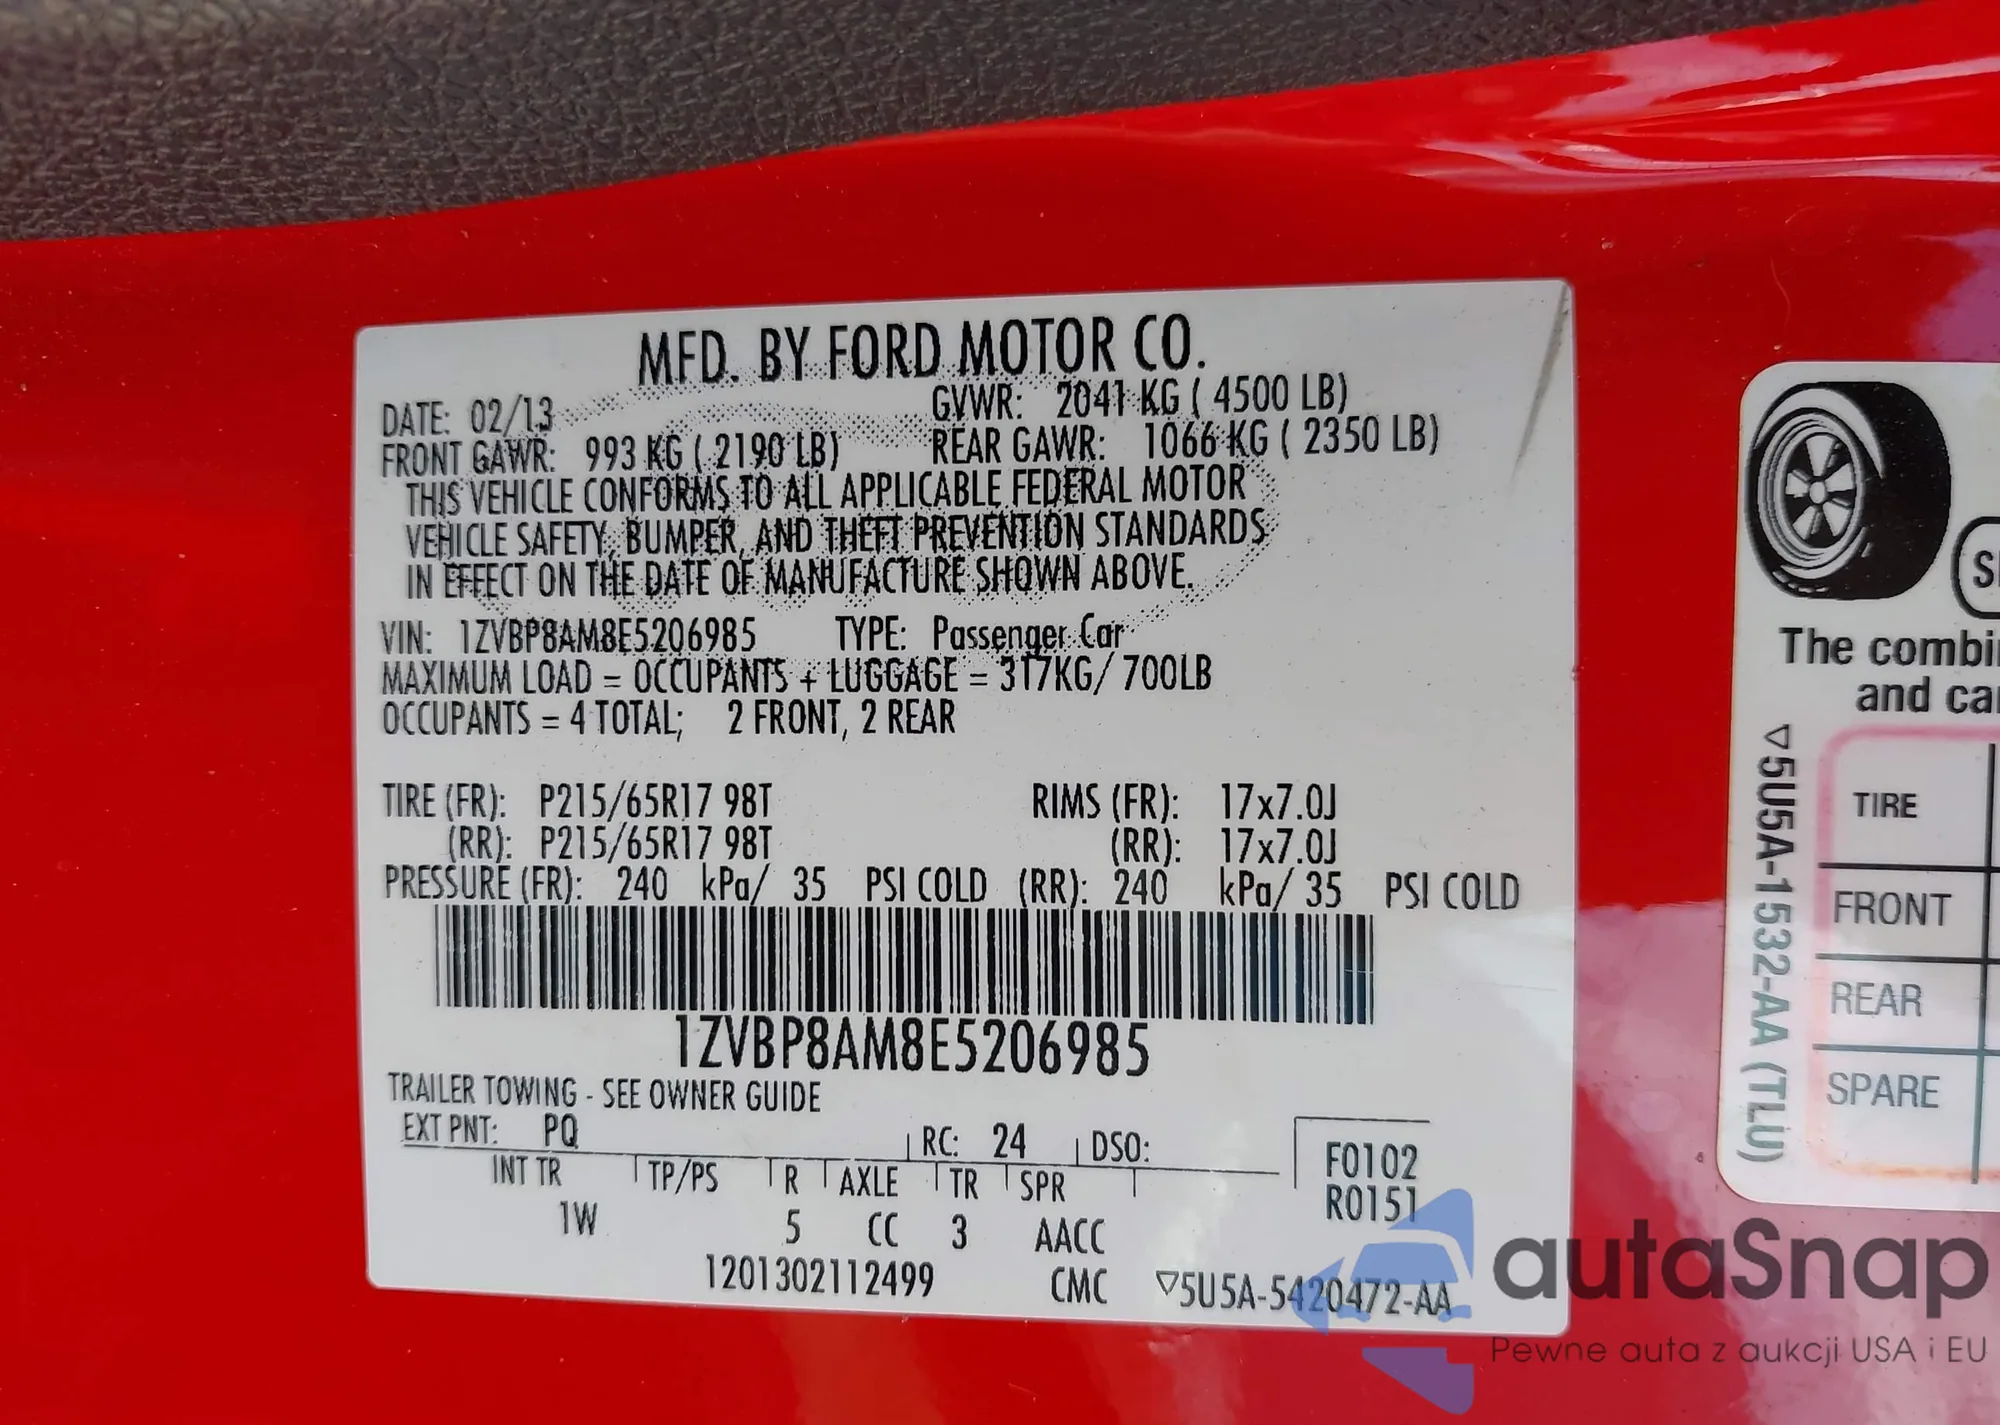 MFD. BY FORD MOTOR CO.
DATE: 02/13 GVWR: 2041 KG ( 4500 LB)
FRONT GAWR: 993 KG ( 2190 LB) REAR GAWR: 1066 KG ( 2350 LB)
THIS VEHICLE CONFORMS TO ALL APPLICABLE FEDERAL MOTOR
VEHICLE SAFETY, BUMPER, AND THEFT PREVENTION STANDARDS
IN EFFECT ON THE DATE OF MANUFACTURE SHOWN ABOVE.
VIN: 1ZVBP8AM8E5206985 TYPE: Passenger Car
MAXIMUM LOAD = OCCUPANTS + LUGGAGE = 317KG/ 700LB
OCCUPANTS = 4 TOTAL; 2 FRONT, 2 REAR
TIRE (FR): P215/65R17 98T RIMS (FR): 17x7.0J
(RR): P215/65R17 98T (RR): 17x7.0J
PRESSURE (FR): 240 kPa/ 35 PSI COLD (RR): 240 kPa/ 35 PSI COLD
1ZVBP8AM8E5206985
TRAILER TOWING - SEE OWNER GUIDE
EXT PNT: PQ RC: 24 DSO:
INT TR TP/PS R AXLE TR SPR
1W 5 CC 3 AACC
F0102
R0151
1201302112499 CMC ▽5U5A-5420472-AA
The combi
and ca
▽5U5A-1532-AA (TLU)
TIRE
FRONT
REAR
SPARE
autaSnap
Pewne auta z aukcji USA i EU